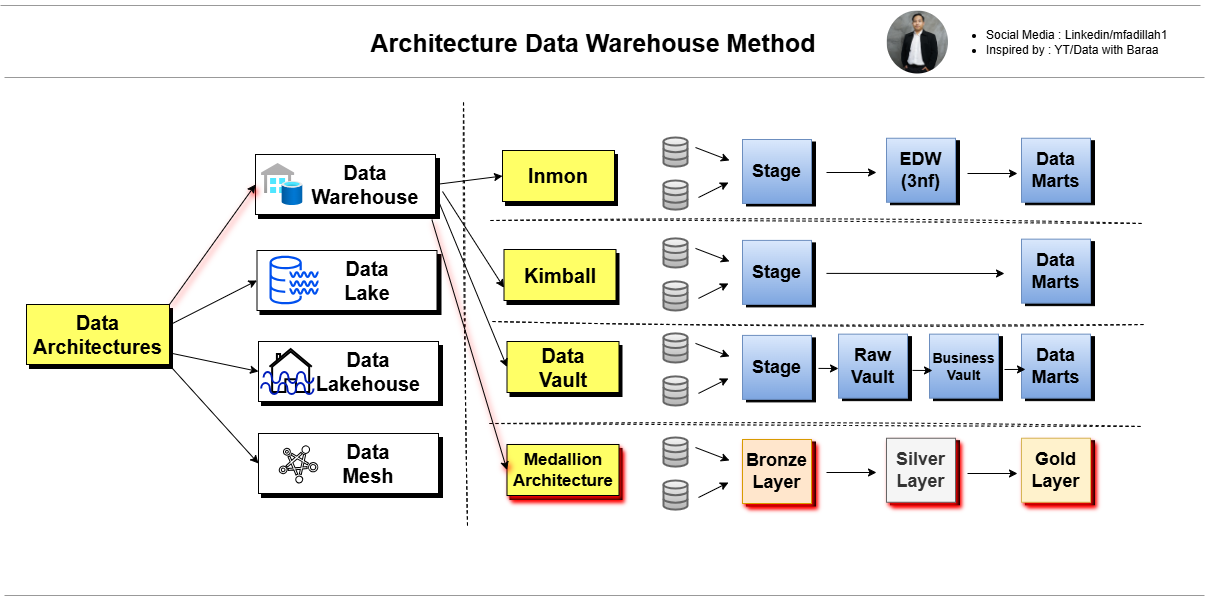 Architecture Data Warehouse Method
Social Media : Linkedin/mfadillah1
Inspired by : YT/Data with Baraa
Data
Architectures
Data
Warehouse
Data
Lake
Data
Lakehouse
Data
Mesh
Inmon
Stage
EDW
(3nf)
Data
Marts
Kimball
Stage
Data
Marts
Data
Vault
Stage
Raw
Vault
Business
Vault
Data
Marts
Medallion
Architecture
Bronze
Layer
Silver
Layer
Gold
Layer